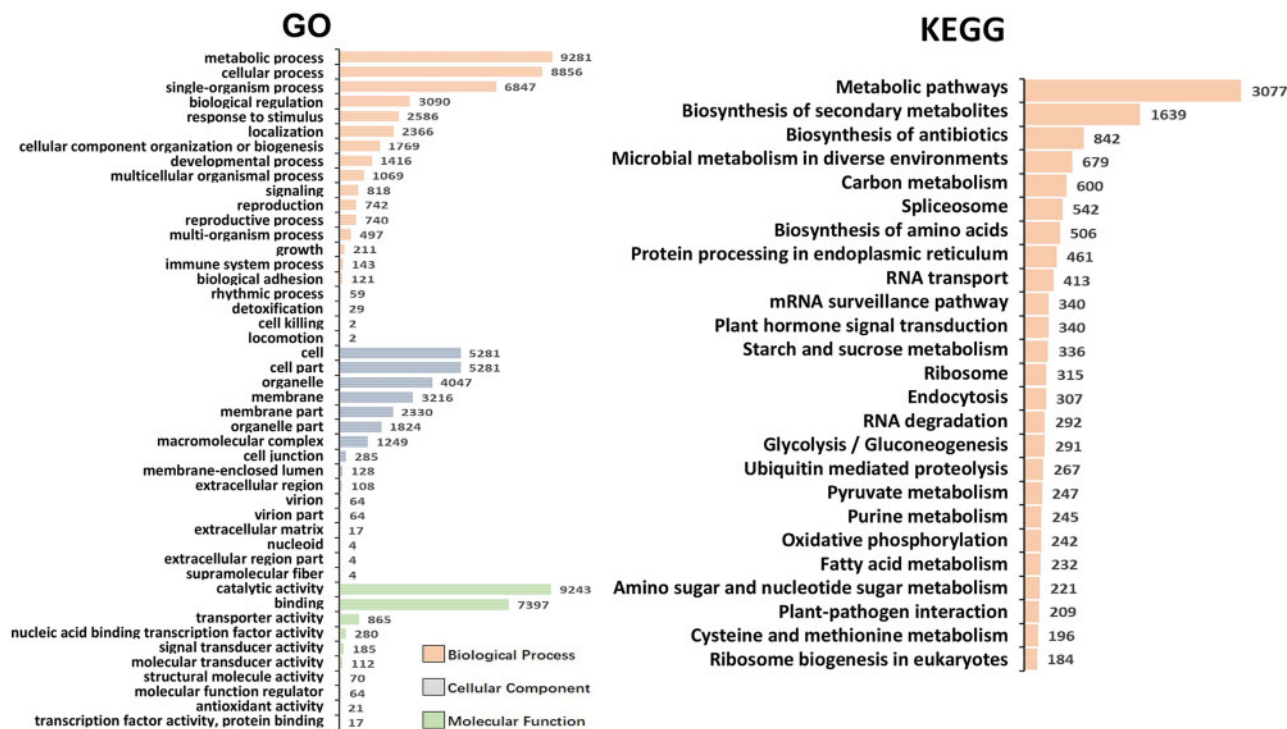 GO
metabolic process 9281
cellular process 8856
single-organism process 6847
biological regulation 3090
response to stimulus 2586
localization 2366
cellular component organization or biogenesis 1769
developmental process 1416
multicellular organismal process 1069
signaling 818
reproduction 742
reproductive process 740
multi-organism process 497
growth 211
immune system process 143
biological adhesion 121
rhythmic process 59
detoxification 29
cell killing 2
locomotion 2
cell 5281
cell part 5281
organelle 4047
membrane 3216
membrane part 2330
organelle part 1824
macromolecular complex 1249
cell junction 285
membrane-enclosed lumen 128
extracellular region 108
virion 64
virion part 64
extracellular matrix 17
nucleoid 4
extracellular region part 4
supramolecular fiber 4
catalytic activity 9243
binding 7397
transporter activity 865
nucleic acid binding transcription factor activity 280
signal transducer activity 185
molecular transducer activity 112
structural molecule activity 70
molecular function regulator 64
antioxidant activity 21
transcription factor activity, protein binding 17
Biological Process
Cellular Component
Molecular Function
KEGG
Metabolic pathways 3077
Biosynthesis of secondary metabolites 1639
Biosynthesis of antibiotics 842
Microbial metabolism in diverse environments 679
Carbon metabolism 600
Spliceosome 542
Biosynthesis of amino acids 506
Protein processing in endoplasmic reticulum 461
RNA transport 413
mRNA surveillance pathway 340
Plant hormone signal transduction 340
Starch and sucrose metabolism 336
Ribosome 315
Endocytosis 307
RNA degradation 292
Glycolysis / Gluconeogenesis 291
Ubiquitin mediated proteolysis 267
Pyruvate metabolism 247
Purine metabolism 245
Oxidative phosphorylation 242
Fatty acid metabolism 232
Amino sugar and nucleotide sugar metabolism 221
Plant-pathogen interaction 209
Cysteine and methionine metabolism 196
Ribosome biogenesis in eukaryotes 184